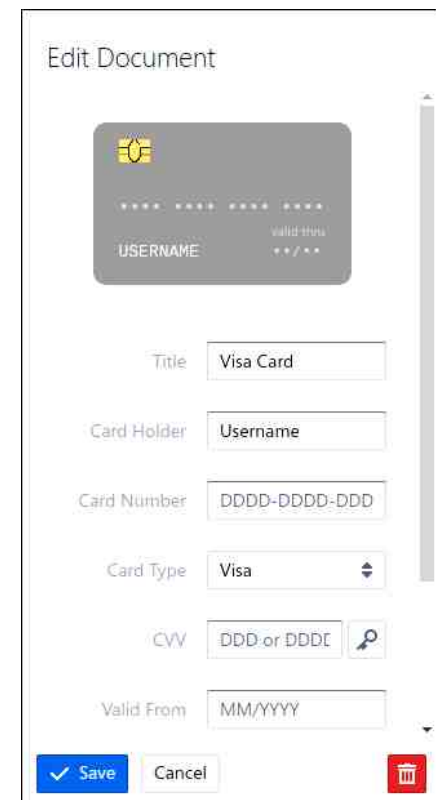 Edit Document
**** **** **** ****
valid thru
USERNAME **/**
Title Visa Card
Card Holder Username
Card Number DDDD-DDDD-DDD
Card Type Visa
CVV DDD or DDDD
Valid From MM/YYYY
Save Cancel